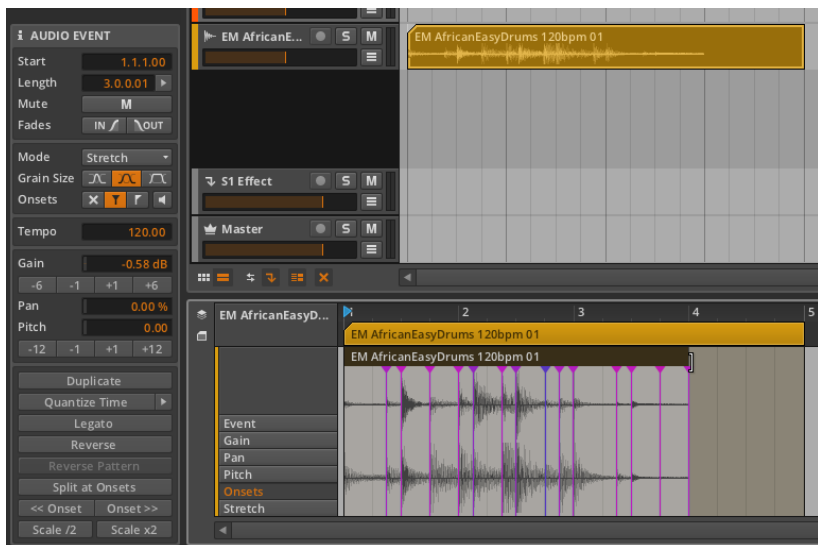 i AUDIO EVENT
Start 1.1.1.00
Length 3.0.0.01
Mute M
Fades IN OUT
Mode Stretch
Grain Size
Onsets
Tempo 120.00
Gain -0.58 dB
-6 -1 +1 +6
Pan 0.00 %
Pitch 0.00
-12 -1 +1 +12
Duplicate
Quantize Time
Legato
Reverse
Reverse Pattern
Split at Onsets
<< Onset Onset >>
Scale /2 Scale x2
EM AfricanE... S M
EM AfricanEasyDrums 120bpm 01
S1 Effect S M
Master S M
EM AfricanEasyD...
2 3 4 5
EM AfricanEasyDrums 120bpm 01
EM AfricanEasyDrums 120bpm 01
Event
Gain
Pan
Pitch
Onsets
Stretch